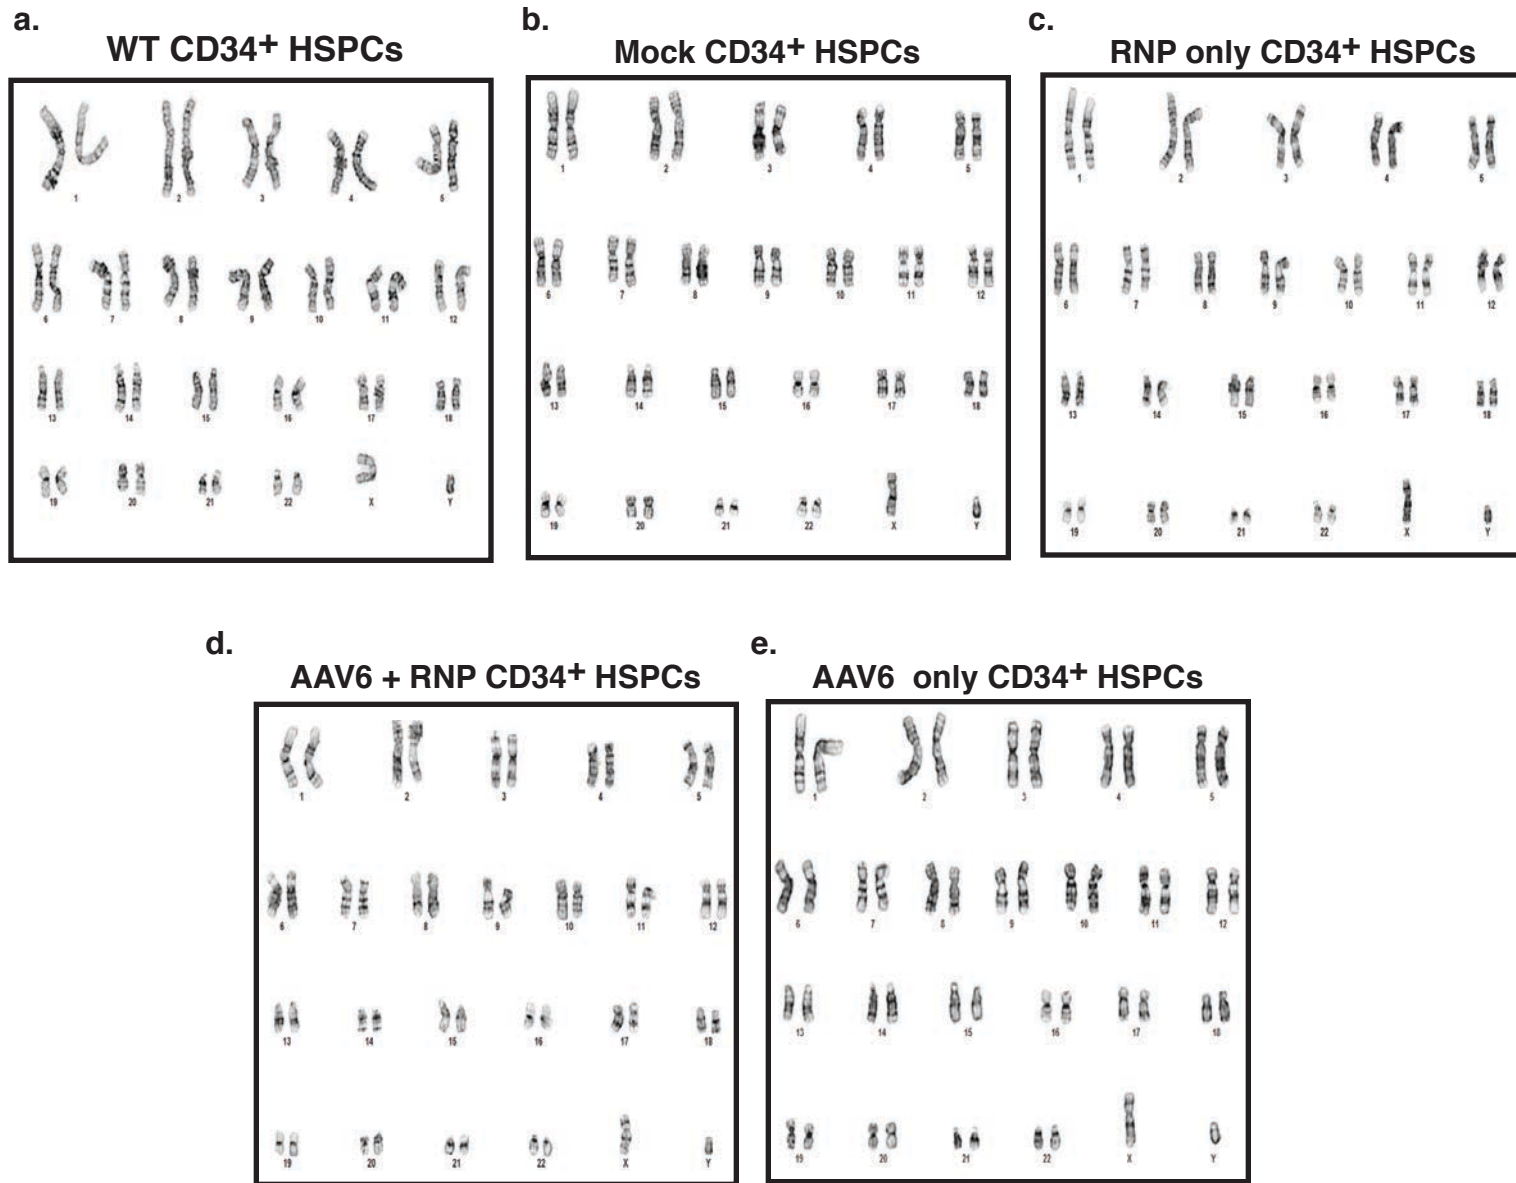 a.
WT CD34+ HSPCs
1 2 3 4 5
6 7 8 9 10 11 12
13 14 15 16 17 18
19 20 21 22 X Y
b.
Mock CD34+ HSPCs
1 2 3 4 5
6 7 8 9 10 11 12
13 14 15 16 17 18
19 20 21 22 X Y
c.
RNP only CD34+ HSPCs
1 2 3 4 5
6 7 8 9 10 11 12
13 14 15 16 17 18
19 20 21 22 X Y
d.
AAV6 + RNP CD34+ HSPCs
1 2 3 4 5
6 7 8 9 10 11 12
13 14 15 16 17 18
19 20 21 22 X Y
e.
AAV6 only CD34+ HSPCs
1 2 3 4 5
6 7 8 9 10 11 12
13 14 15 16 17 18
19 20 21 22 X Y